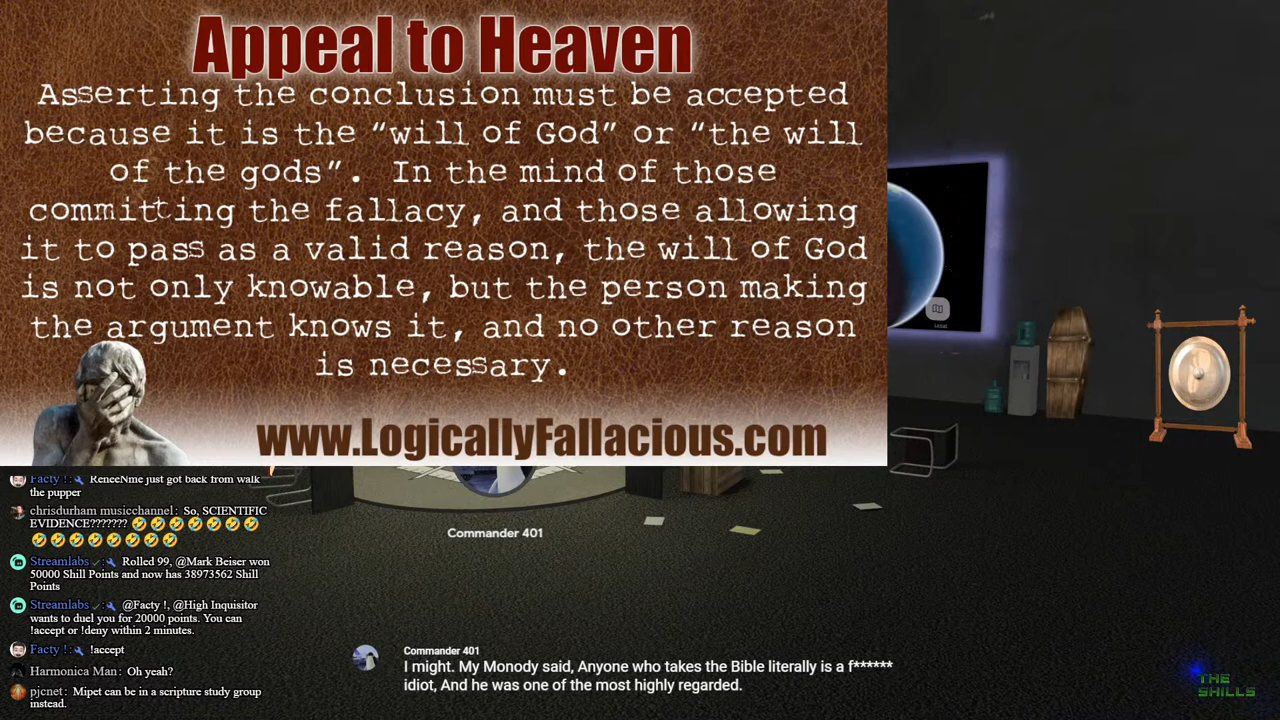 Appeal to Heaven
Asserting the conclusion must be accepted
because it is the “will of God” or “the will
of the gods”. In the mind of those
committing the fallacy, and those allowing
it to pass as a valid reason, the will of God
is not only knowable, but the person making
the argument knows it, and no other reason
is necessary.
www.LogicallyFallacious.com
Legal
Facty !: ReneeNme just got back from walk
the pupper
chrisdurham musicchannel: So, SCIENTIFIC
EVIDENCE??????? 🤣🤣🤣🤣🤣🤣🤣
🤣🤣🤣🤣🤣🤣🤣🤣
Streamlabs ✓: Rolled 99, @Mark Beiser won
50000 Shill Points and now has 38973562 Shill
Points
Streamlabs ✓: @Facty !, @High Inquisitor
wants to duel you for 20000 points. You can
!accept or !deny within 2 minutes.
Facty !: !accept
Harmonica Man: Oh yeah?
pjcnet: Mipet can be in a scripture study group
instead.
Commander 401
Commander 401
I might. My Monody said, Anyone who takes the Bible literally is a f******
idiot, And he was one of the most highly regarded.
THE
SHILLS